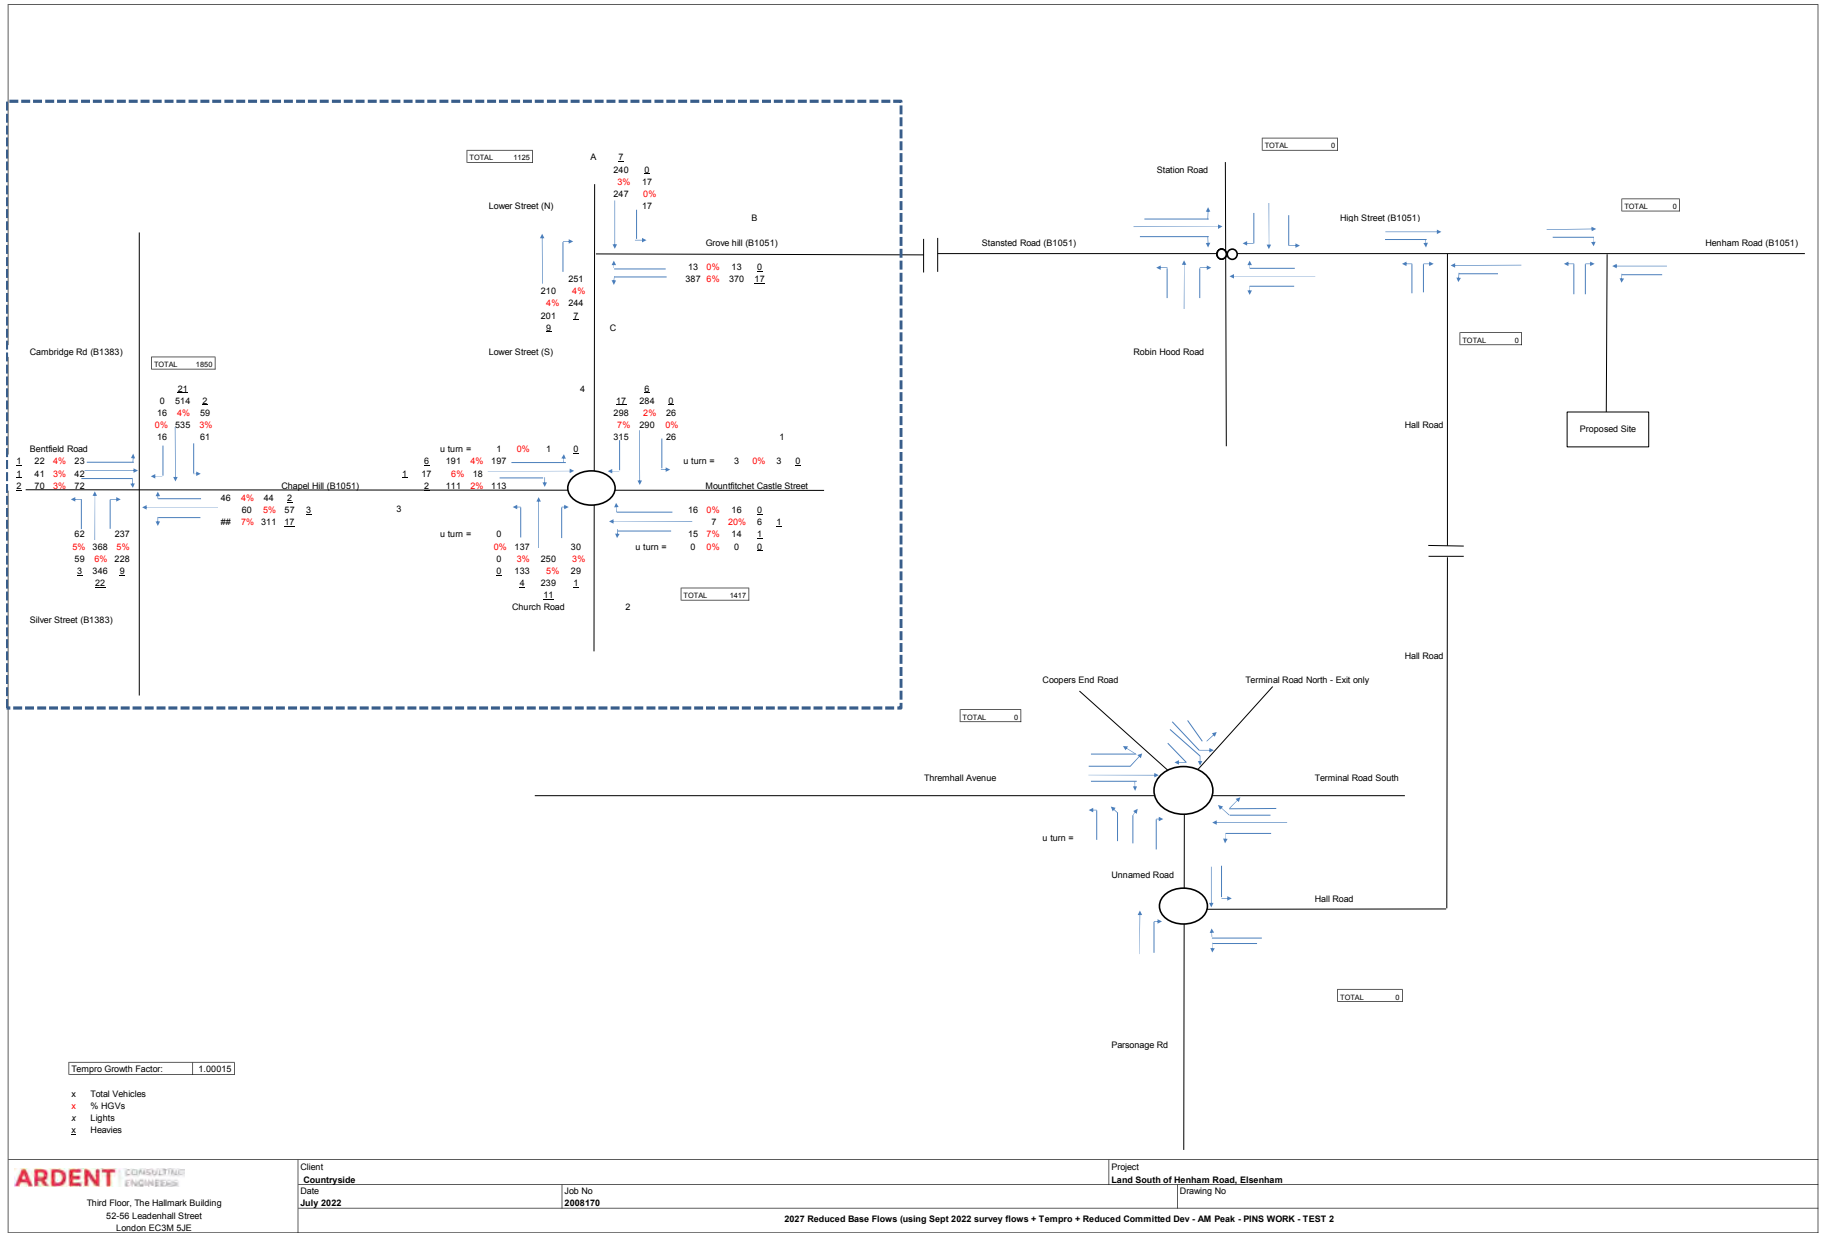 TOTAL 1125
A 7
240 0
3% 17
247 0%
17
Lower Street (N)
B
Grove hill (B1051)
13 0% 13 0
387 6% 370 17
251
210 4%
4% 244
201 7
9
C
Lower Street (S)
Stansted Road (B1051)
Station Road
TOTAL 0
High Street (B1051)
TOTAL 0
Henham Road (B1051)
Robin Hood Road
TOTAL 0
Hall Road
Proposed Site
Cambridge Rd (B1383)
TOTAL 1850
21
0 514 2
16 4% 59
0% 535 3%
16 61
Bentfield Road
1 22 4% 23
1 41 3% 42
2 70 3% 72
Chapel Hill (B1051)
46 4% 44 2
60 5% 57 3
## 7% 311 17
62 237
5% 368 5%
59 6% 228
3 346 9
22
Silver Street (B1383)
4
6
17 284 0
298 2% 26
7% 290 0%
315 26
1
u turn = 1 0% 1 0
6 191 4% 197
1 17 6% 18
2 111 2% 113
u turn = 3 0% 3 0
Mountfitchet Castle Street
3
16 0% 16 0
7 20% 6 1
15 7% 14 1
u turn = 0 0% 0 0
u turn = 0
0% 137 30
0 3% 250 3%
0 133 5% 29
4 239 1
11
Church Road
2
TOTAL 1417
Hall Road
Coopers End Road
Terminal Road North - Exit only
TOTAL 0
Thremhall Avenue
Terminal Road South
u turn =
Unnamed Road
Hall Road
TOTAL 0
Parsonage Rd
Tempro Growth Factor: 1.00015
x Total Vehicles
x % HGVs
x Lights
x Heavies
ARDENT CONSULTING ENGINEERS
Third Floor, The Hallmark Building
52-56 Leadenhall Street
London EC3M 5JE
Client
Countryside
Project
Land South of Henham Road, Elsenham
Date
July 2022
Job No
2008170
Drawing No
2027 Reduced Base Flows (using Sept 2022 survey flows + Tempro + Reduced Committed Dev - AM Peak - PINS WORK - TEST 2